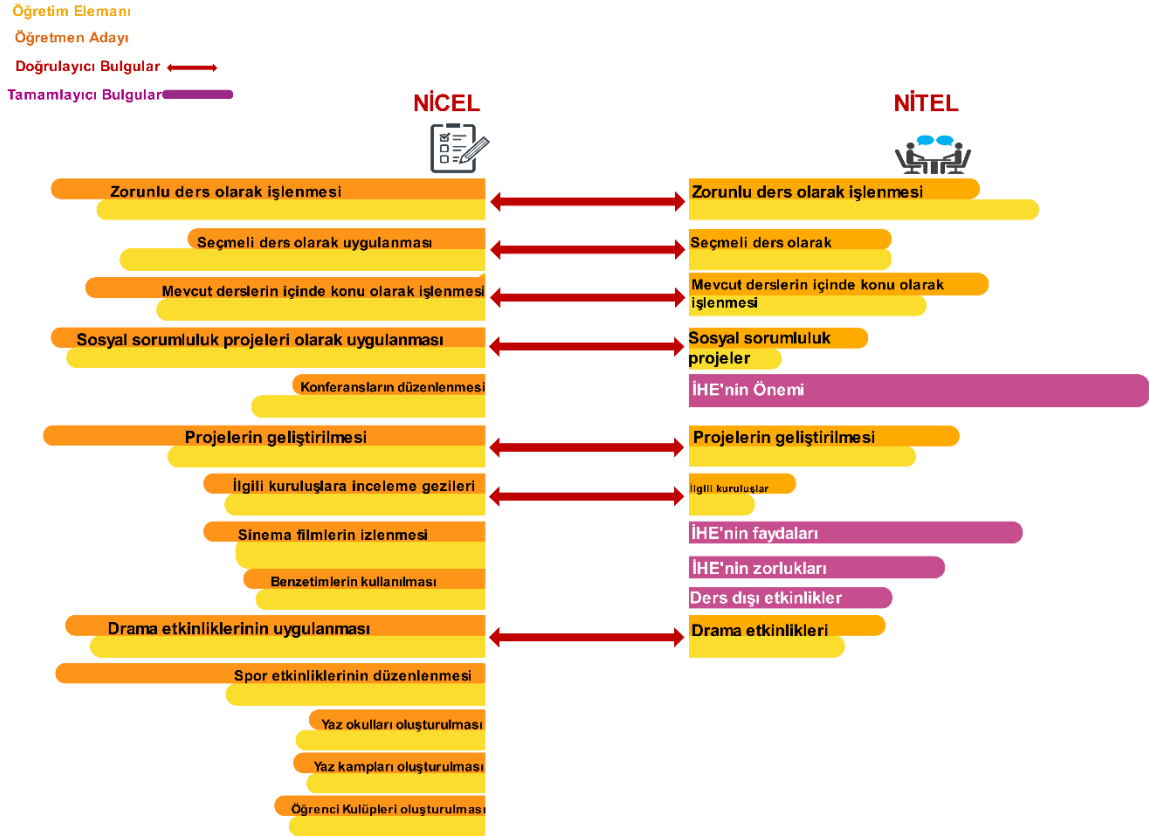 Öğretim Elemanı
Öğretmen Adayı
Doğrulayıcı Bulgular
Tamamlayıcı Bulgular
NİCEL
NİTEL
Zorunlu ders olarak işlenmesi
Zorunlu ders olarak işlenmesi
Seçmeli ders olarak uygulanması
Seçmeli ders olarak
Mevcut derslerin içinde konu olarak işlenmesi
Mevcut derslerin içinde konu olarak
işlenmesi
Sosyal sorumluluk projeleri olarak uygulanması
Sosyal sorumluluk
projeler
Konferansların düzenlenmesi
İHE'nin Önemi
Projelerin geliştirilmesi
Projelerin geliştirilmesi
İlgili kuruluşlara inceleme gezileri
İlgili kuruluşlar
Sinema filmlerin izlenmesi
İHE'nin faydaları
Benzetimlerin kullanılması
İHE'nin zorlukları
Ders dışı etkinlikler
Drama etkinliklerinin uygulanması
Drama etkinlikleri
Spor etkinliklerinin düzenlenmesi
Yaz okulları oluşturulması
Yaz kampları oluşturulması
Öğrenci Kulüpleri oluşturulması